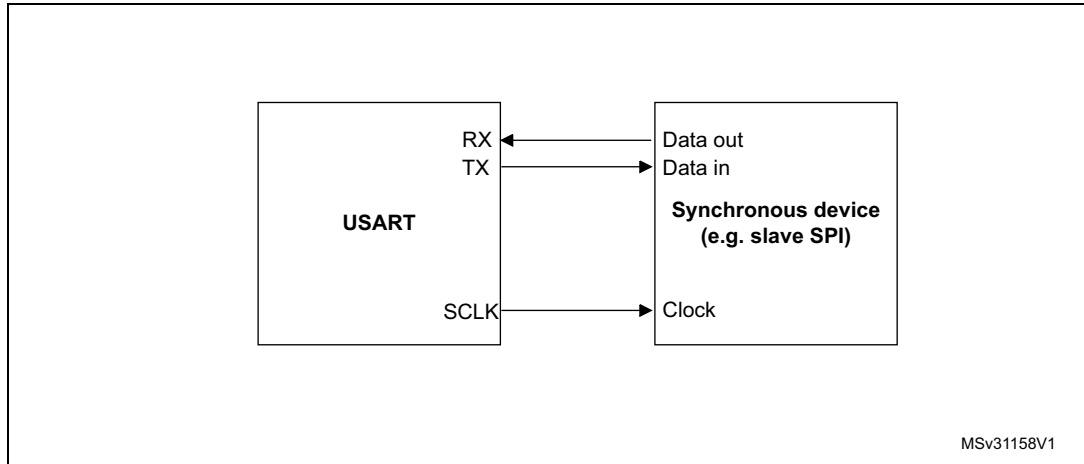 RX
Data out
TX
Data in
USART
Synchronous device
(e.g. slave SPI)
SCLK
Clock
MSv31158V1